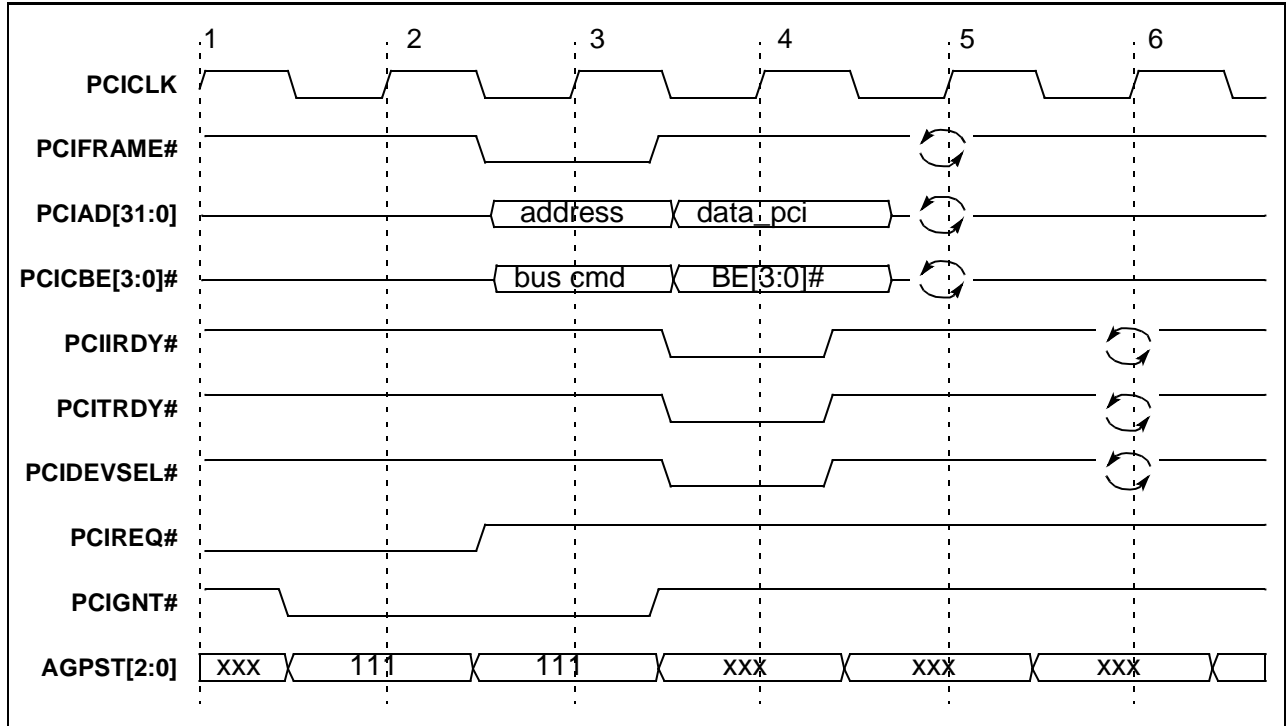 1 2 3 4 5 6
PCICLK
PCIFRAME#
PCIAD[31:0] address data_pci
PCICBE[3:0]# bus cmd BE[3:0]#
PCIIRDY#
PCITRDY#
PCIDEVSEL#
PCIREQ#
PCIGNT#
AGPST[2:0] xxx 111 111 xxx xxx xxx